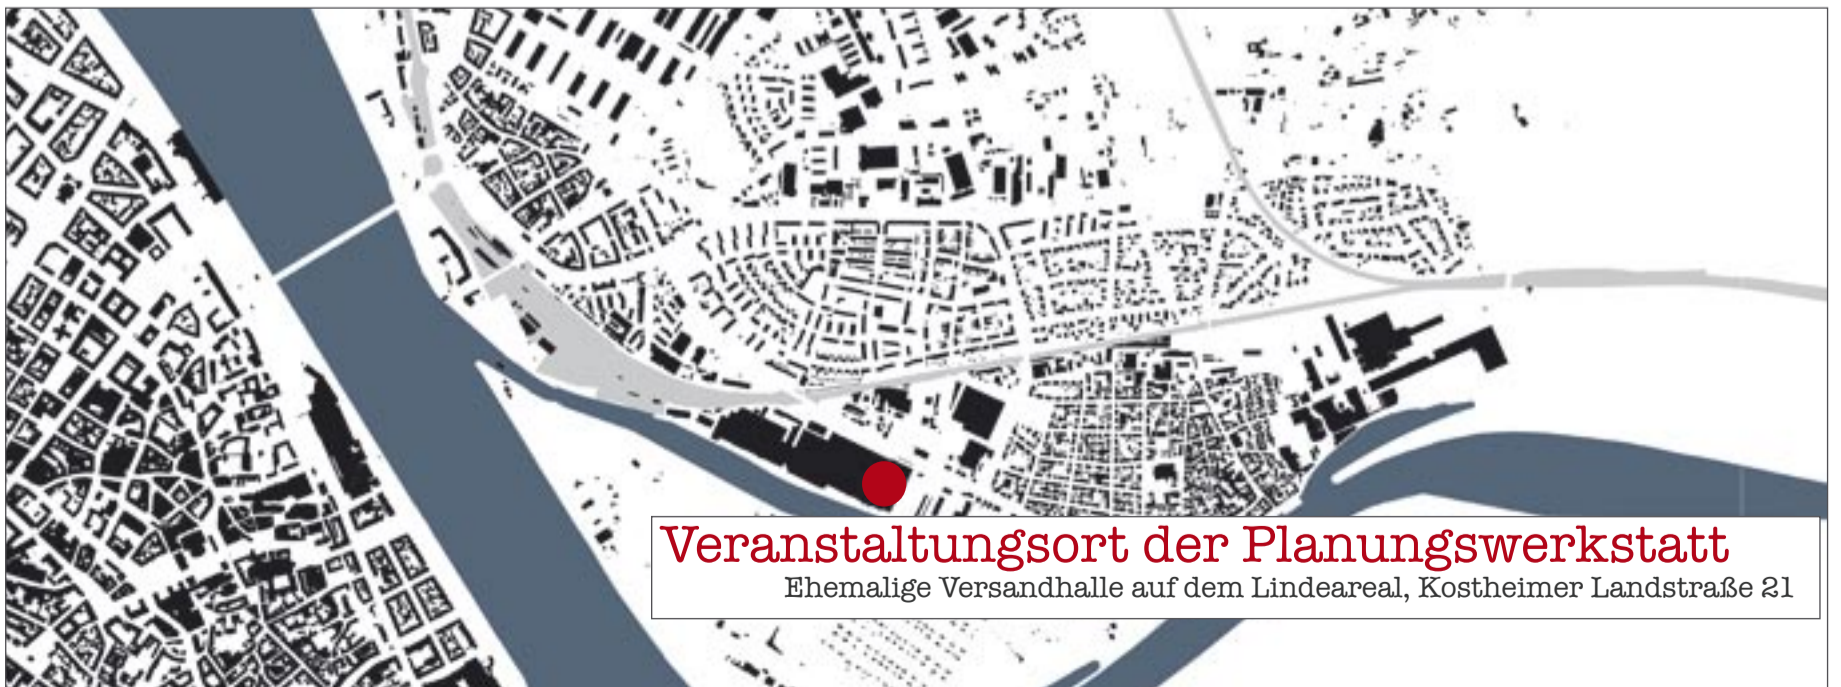 Veranstaltungsort der Planungswerkstatt
Ehemalige Versandhalle auf dem Lindeareal, Kostheimer Landstraße 21